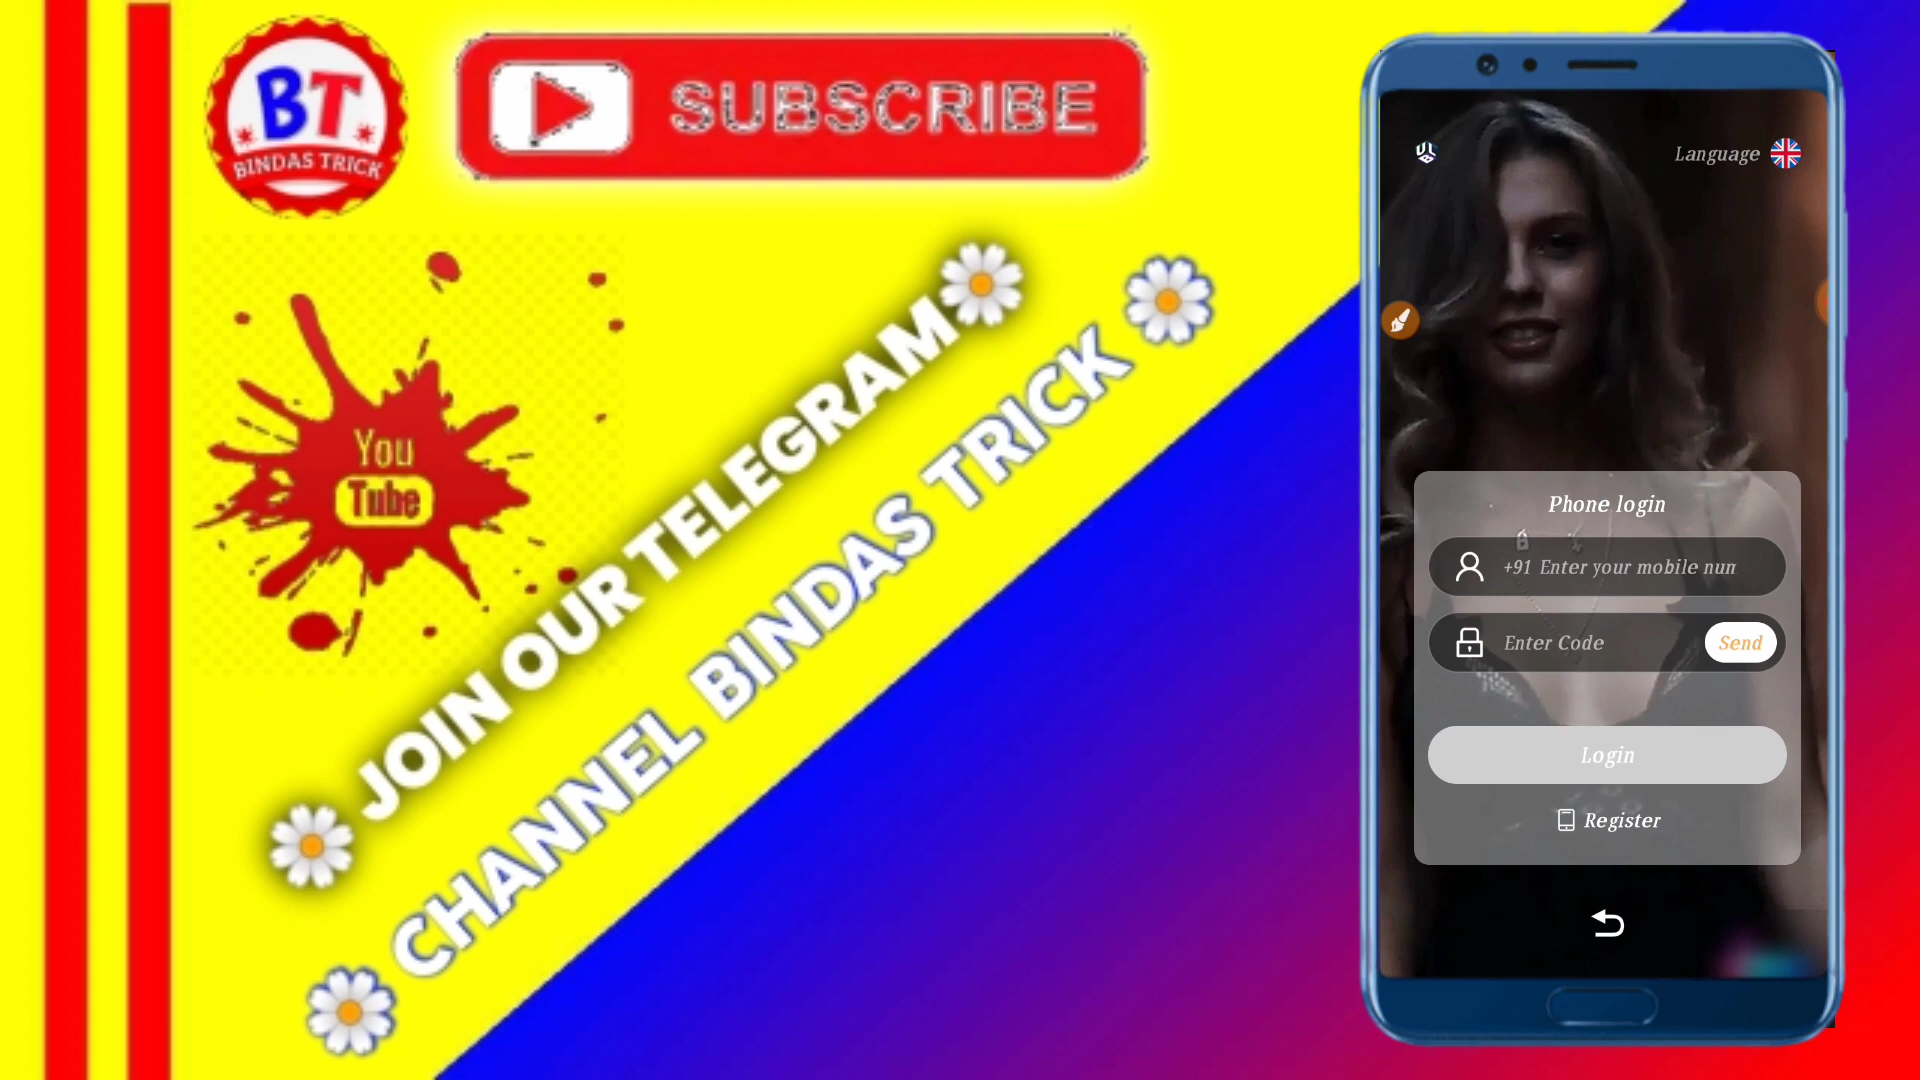 BT
BINDAS TRICK
SUBSCRIBE
You
Tube
JOIN OUR TELEGRAM
CHANNEL BINDAS TRICK
Language
Phone login
+91 Enter your mobile num
Enter Code
Send
Login
Register